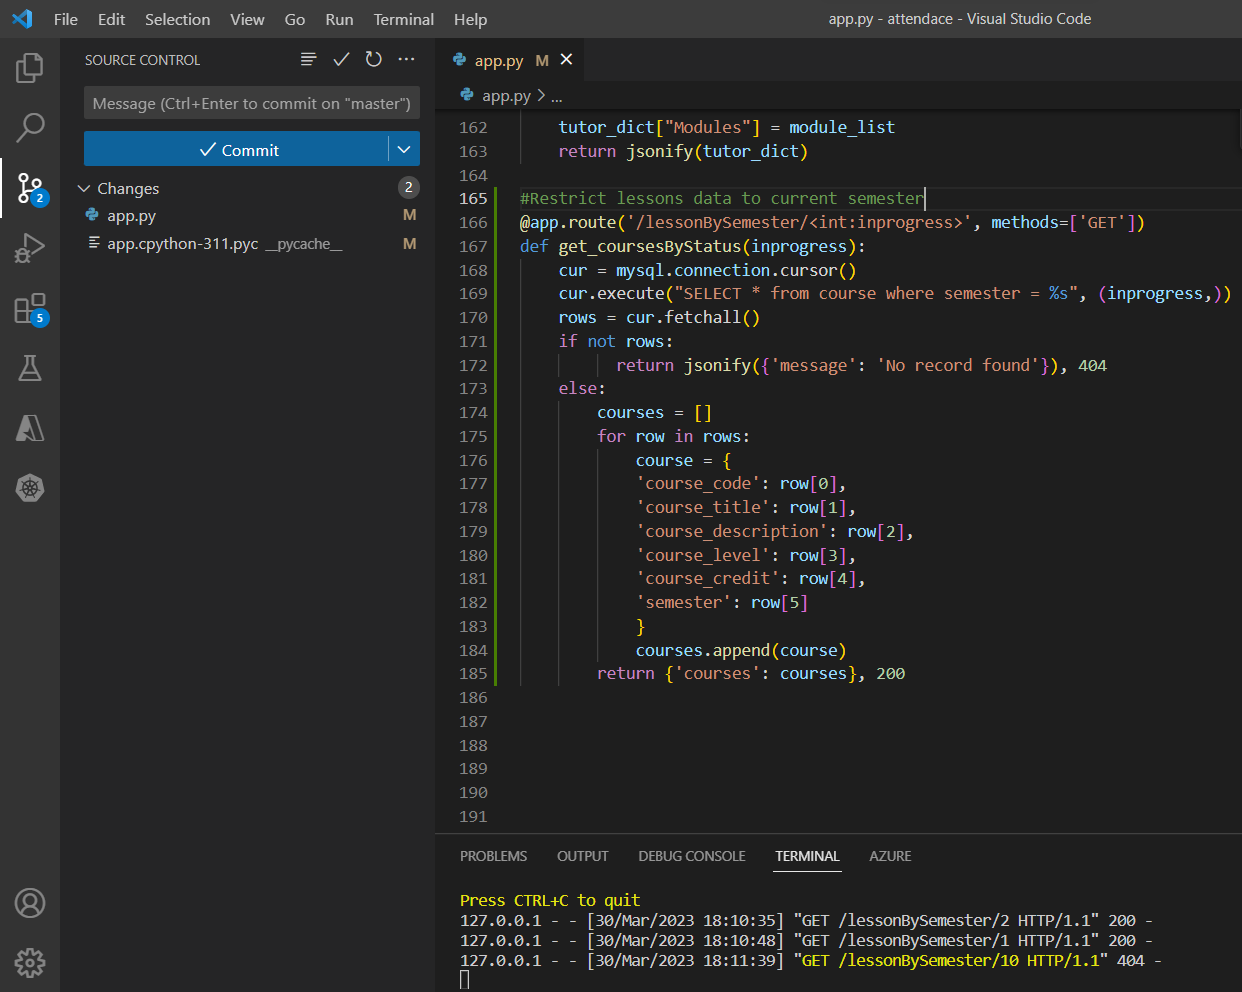 File Edit Selection View Go Run Terminal Help app.py - attendace - Visual Studio Code
SOURCE CONTROL
Message (Ctrl+Enter to commit on "master")
Commit
Changes 2
app.py M
app.cpython-311.pyc __pycache__ M
2
5
app.py M
app.py > ...
162 tutor_dict["Modules"] = module_list
163 return jsonify(tutor_dict)
164
165 #Restrict lessons data to current semester
166 @app.route('/lessonBySemester/<int:inprogress>', methods=['GET'])
167 def get_coursesByStatus(inprogress):
168 cur = mysql.connection.cursor()
169 cur.execute("SELECT * from course where semester = %s", (inprogress,))
170 rows = cur.fetchall()
171 if not rows:
172 return jsonify({'message': 'No record found'}), 404
173 else:
174 courses = []
175 for row in rows:
176 course = {
177 'course_code': row[0],
178 'course_title': row[1],
179 'course_description': row[2],
180 'course_level': row[3],
181 'course_credit': row[4],
182 'semester': row[5]
183 }
184 courses.append(course)
185 return {'courses': courses}, 200
186
187
188
189
190
191
PROBLEMS OUTPUT DEBUG CONSOLE TERMINAL AZURE
Press CTRL+C to quit
127.0.0.1 - - [30/Mar/2023 18:10:35] "GET /lessonBySemester/2 HTTP/1.1" 200 -
127.0.0.1 - - [30/Mar/2023 18:10:48] "GET /lessonBySemester/1 HTTP/1.1" 200 -
127.0.0.1 - - [30/Mar/2023 18:11:39] "GET /lessonBySemester/10 HTTP/1.1" 404 -